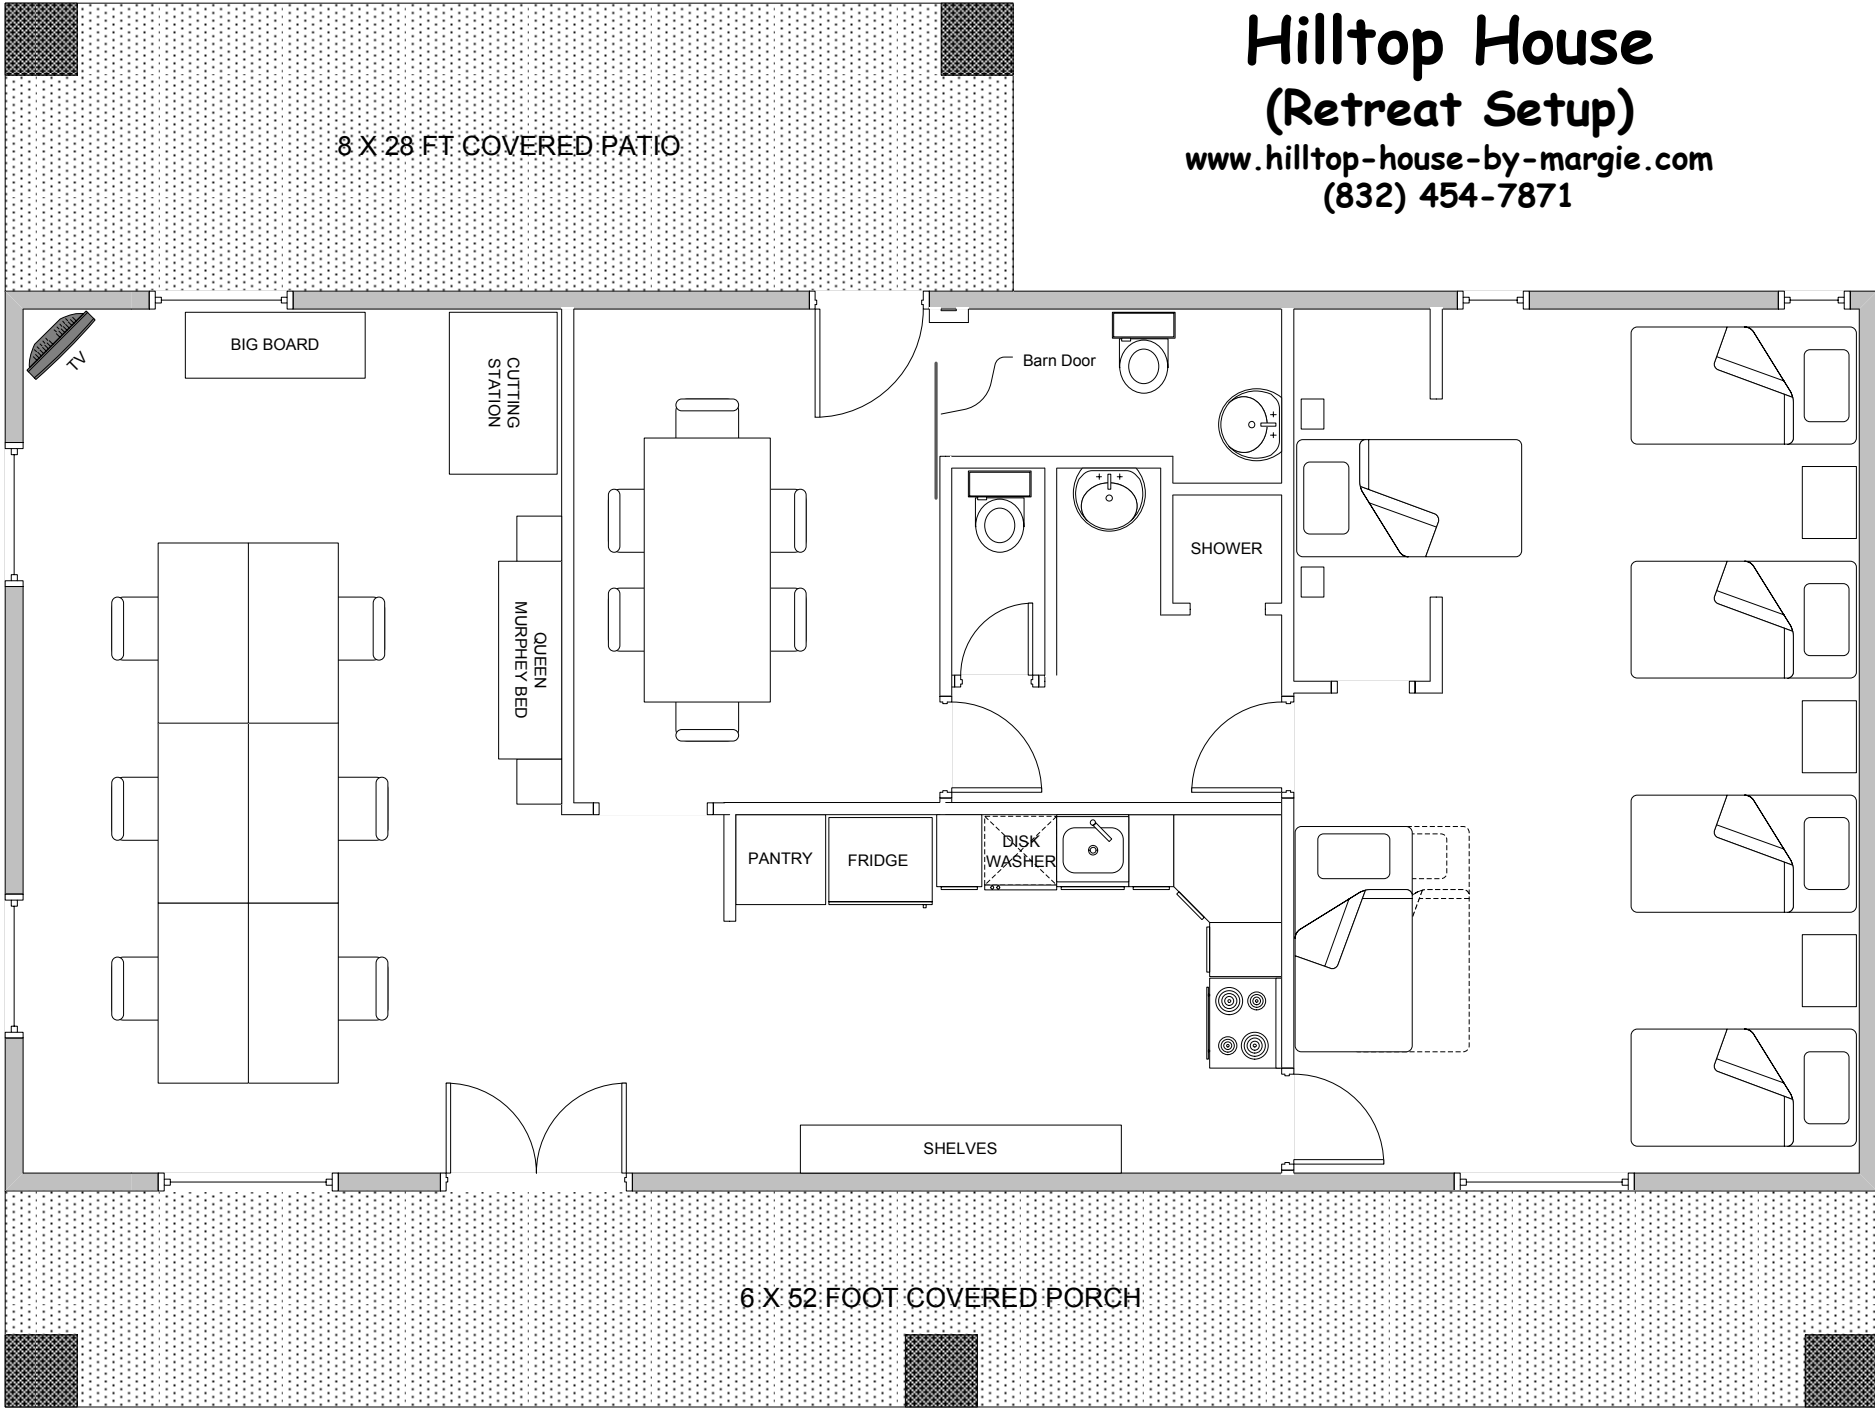 Hilltop House
(Retreat Setup)
www.hilltop-house-by-margie.com
(832) 454-7871
8 X 28 FT COVERED PATIO
TV
BIG BOARD
CUTTING
STATION
Barn Door
SHOWER
QUEEN
MURPHEY BED
PANTRY
FRIDGE
DISK
WASHER
SHELVES
6 X 52 FOOT COVERED PORCH